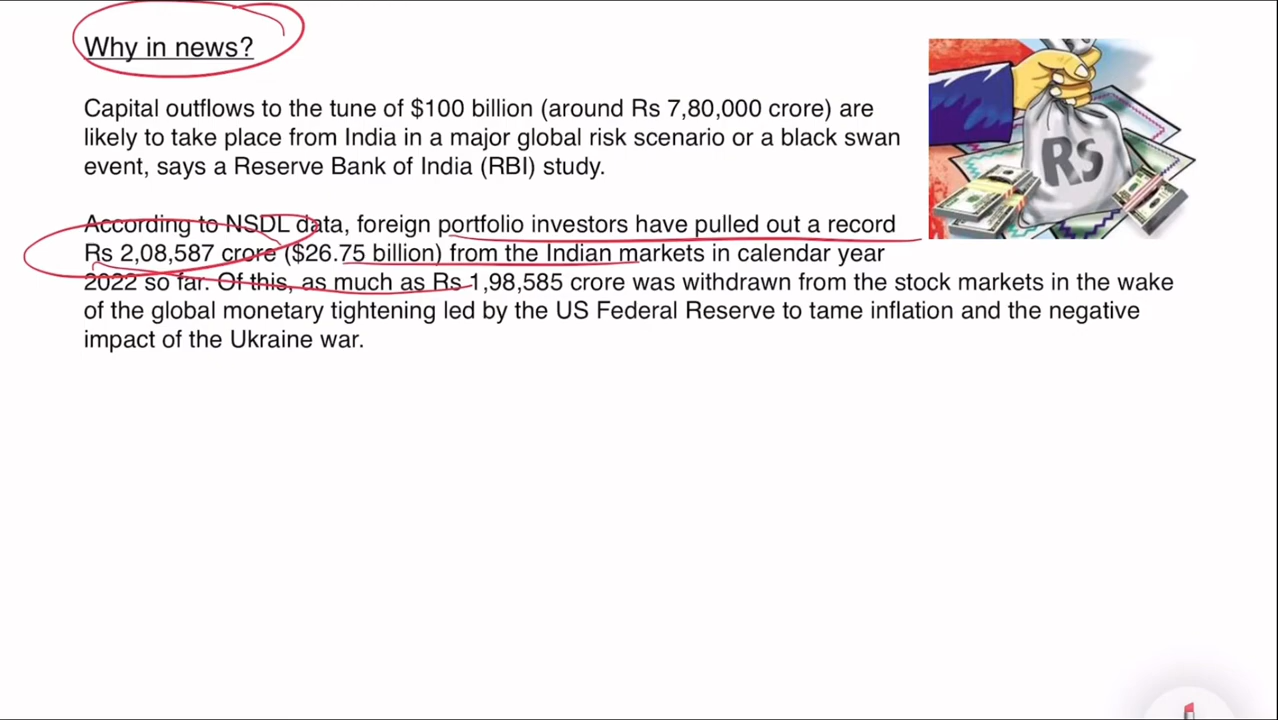 Why in news?
Capital outflows to the tune of $100 billion (around Rs 7,80,000 crore) are
likely to take place from India in a major global risk scenario or a black swan
event, says a Reserve Bank of India (RBI) study.
According to NSDL data, foreign portfolio investors have pulled out a record
Rs 2,08,587 crore ($26.75 billion) from the Indian markets in calendar year
2022 so far. Of this, as much as Rs 1,98,585 crore was withdrawn from the stock markets in the wake
of the global monetary tightening led by the US Federal Reserve to tame inflation and the negative
impact of the Ukraine war.
RS